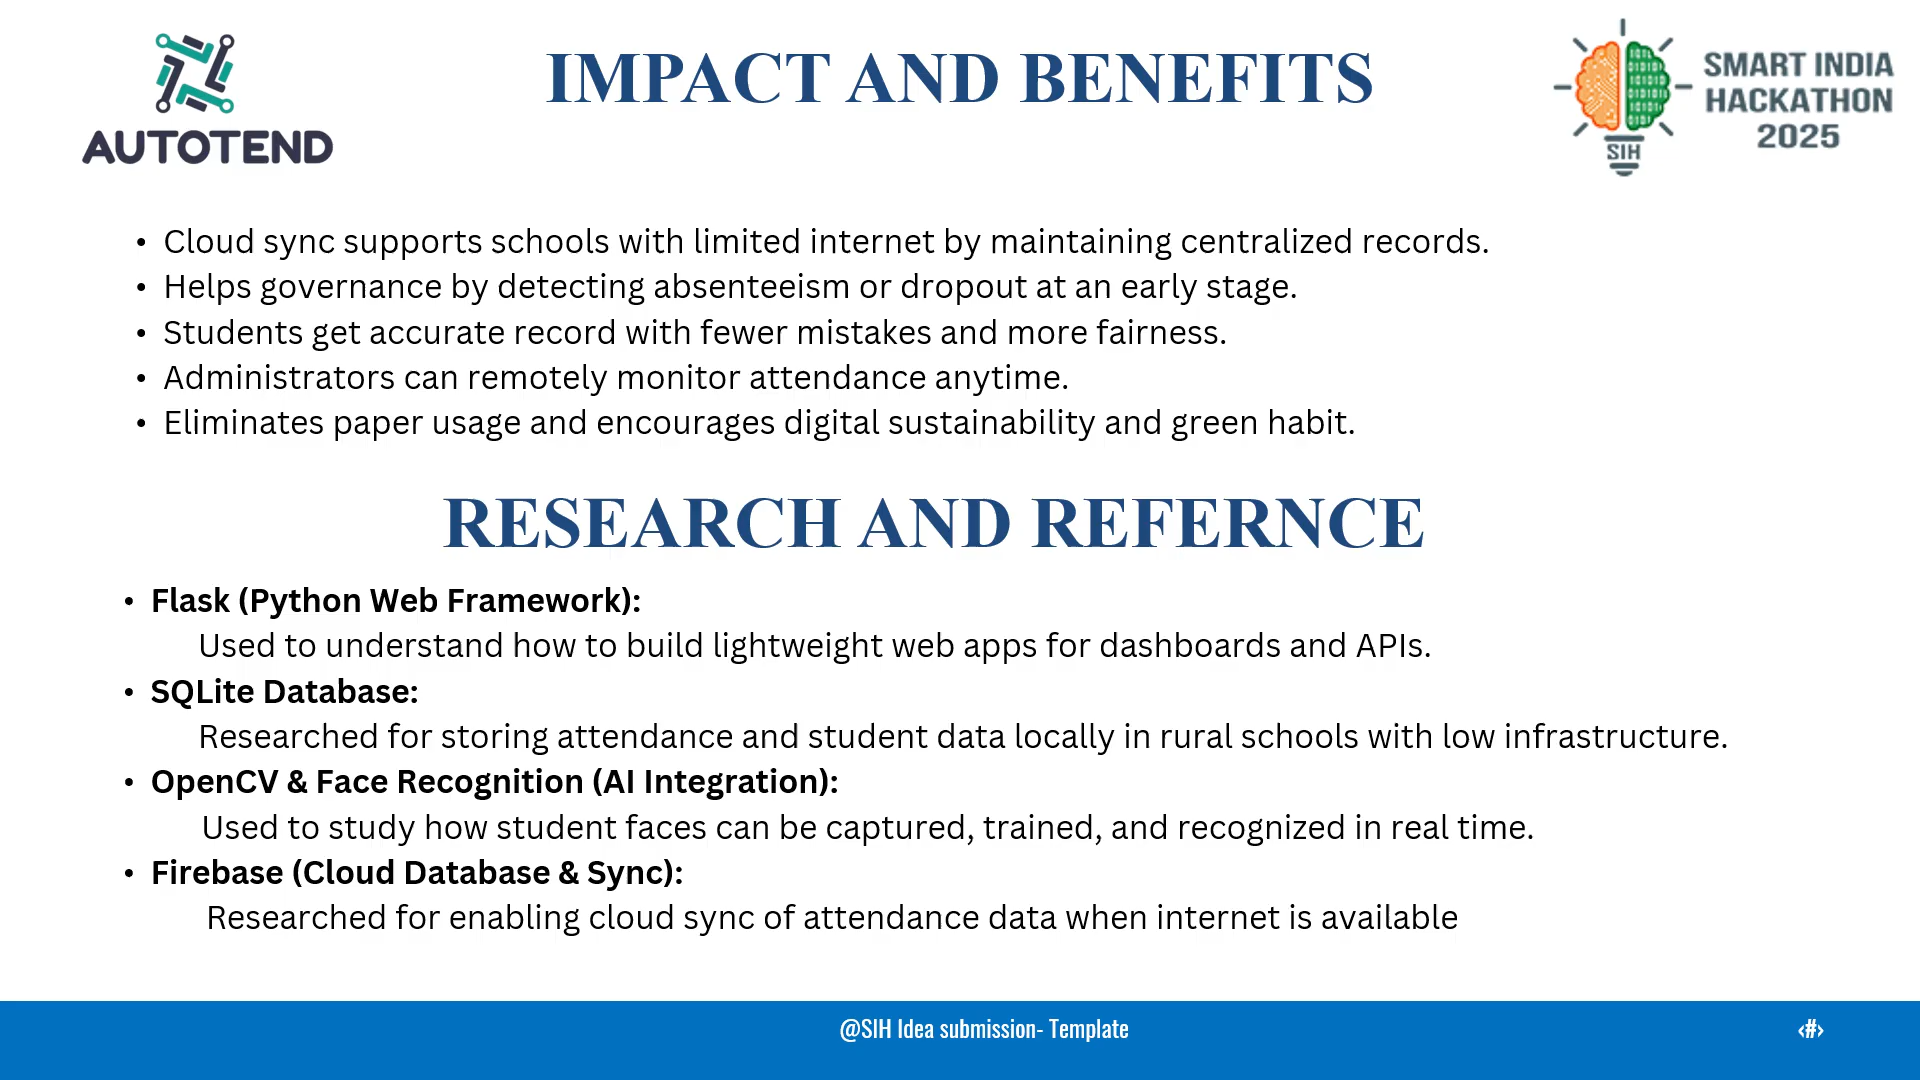 AUTOTEND
IMPACT AND BENEFITS
SIH
SMART INDIA
HACKATHON
2025
• Cloud sync supports schools with limited internet by maintaining centralized records.
• Helps governance by detecting absenteeism or dropout at an early stage.
• Students get accurate record with fewer mistakes and more fairness.
• Administrators can remotely monitor attendance anytime.
• Eliminates paper usage and encourages digital sustainability and green habit.
RESEARCH AND REFERNCE
• Flask (Python Web Framework):
Used to understand how to build lightweight web apps for dashboards and APIs.
• SQLite Database:
Researched for storing attendance and student data locally in rural schools with low infrastructure.
• OpenCV & Face Recognition (AI Integration):
Used to study how student faces can be captured, trained, and recognized in real time.
• Firebase (Cloud Database & Sync):
Researched for enabling cloud sync of attendance data when internet is available
@SIH Idea submission- Template
‹#›